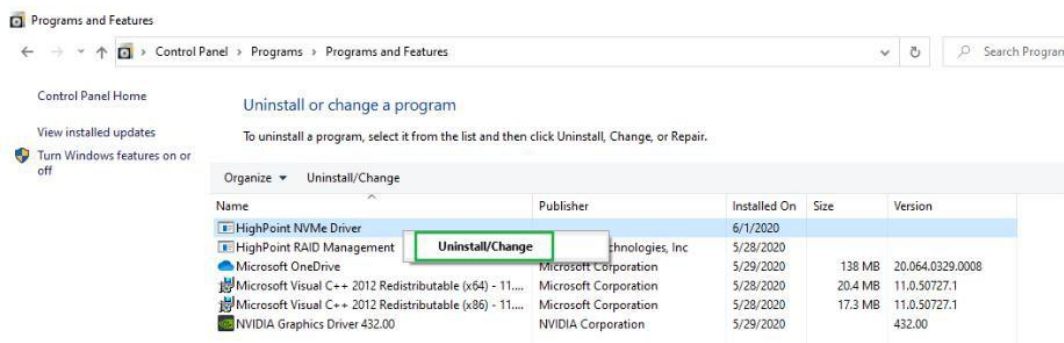 Programs and Features
Control Panel > Programs > Programs and Features
Search Program
Control Panel Home
View installed updates
Turn Windows features on or
off
Uninstall or change a program
To uninstall a program, select it from the list and then click Uninstall, Change, or Repair.
Organize Uninstall/Change
Name Publisher Installed On Size Version
HighPoint NVMe Driver 6/1/2020
HighPoint RAID Management Uninstall/Change chnologies, Inc 5/28/2020
Microsoft OneDrive Microsoft Corporation 5/29/2020 138 MB 20.064.0329.0008
Microsoft Visual C++ 2012 Redistributable (x64) - 11.... Microsoft Corporation 5/28/2020 20.4 MB 11.0.50727.1
Microsoft Visual C++ 2012 Redistributable (x86) - 11.... Microsoft Corporation 5/28/2020 17.3 MB 11.0.50727.1
NVIDIA Graphics Driver 432.00 NVIDIA Corporation 5/29/2020 432.00